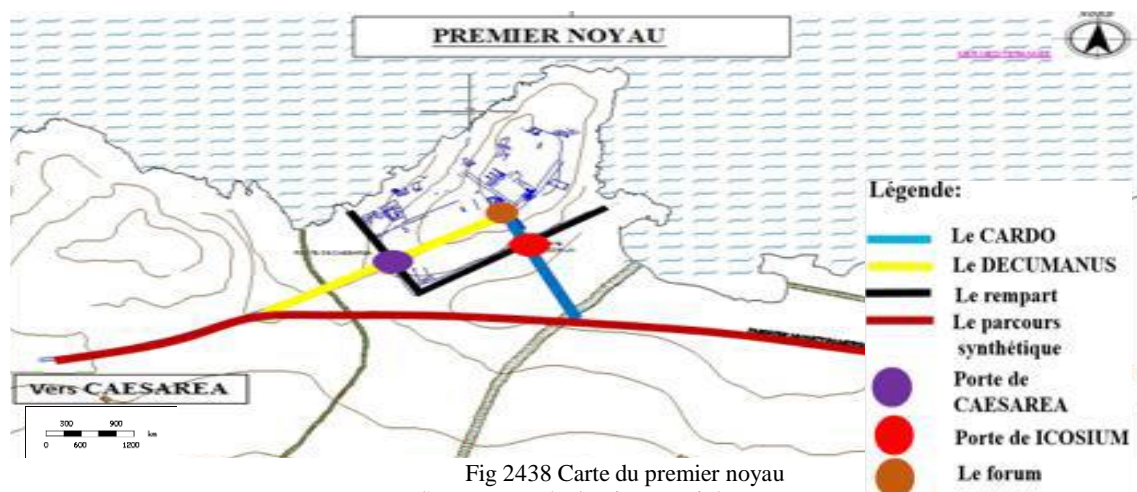 PREMIER NOYAU
Légende:
Le CARDO
Le DECUMANUS
Le rempart
Le parcours
synthétique
Porte de
CAESAREA
Porte de ICOSIUM
Le forum
Vers CAESAREA
300 900
0 600 1200 km
Fig 2438 Carte du premier noyau